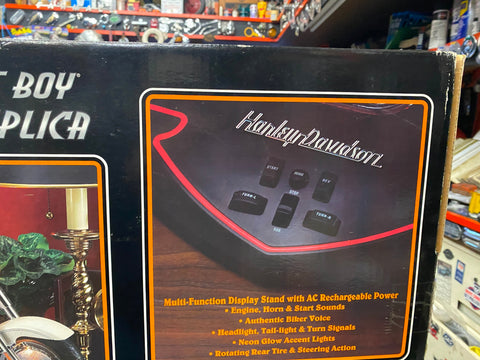 BOY
PLICA
Harley-Davidson
START
HORN
KEY
TURN-L
STOP
TURN-R
Multi-Function Display Stand with AC Rechargeable Power
• Engine, Horn & Start Sounds
• Authentic Biker Voice
• Headlight, Tail-light & Turn Signals
• Neon Glow Accent Lights
• Rotating Rear Tire & Steering Action